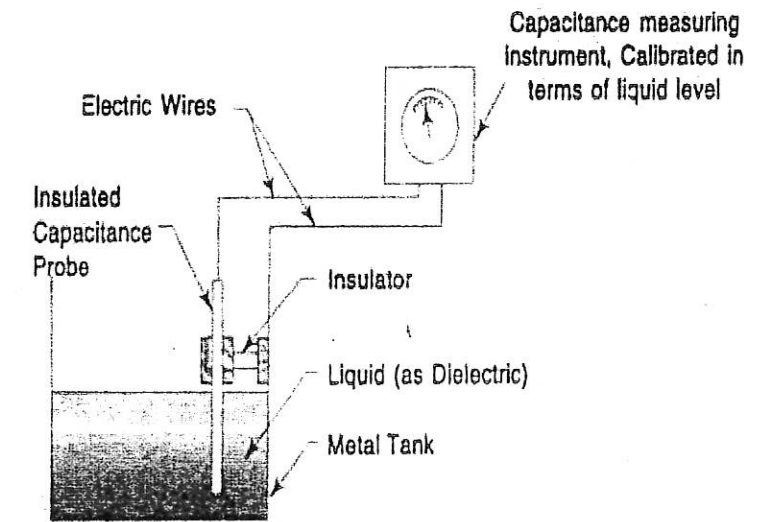 Capacitance measuring
instrument, Calibrated in
terms of liquid level
Electric Wires
Insulated
Capacitance
Probe
Insulator
Liquid (as Dielectric)
Metal Tank